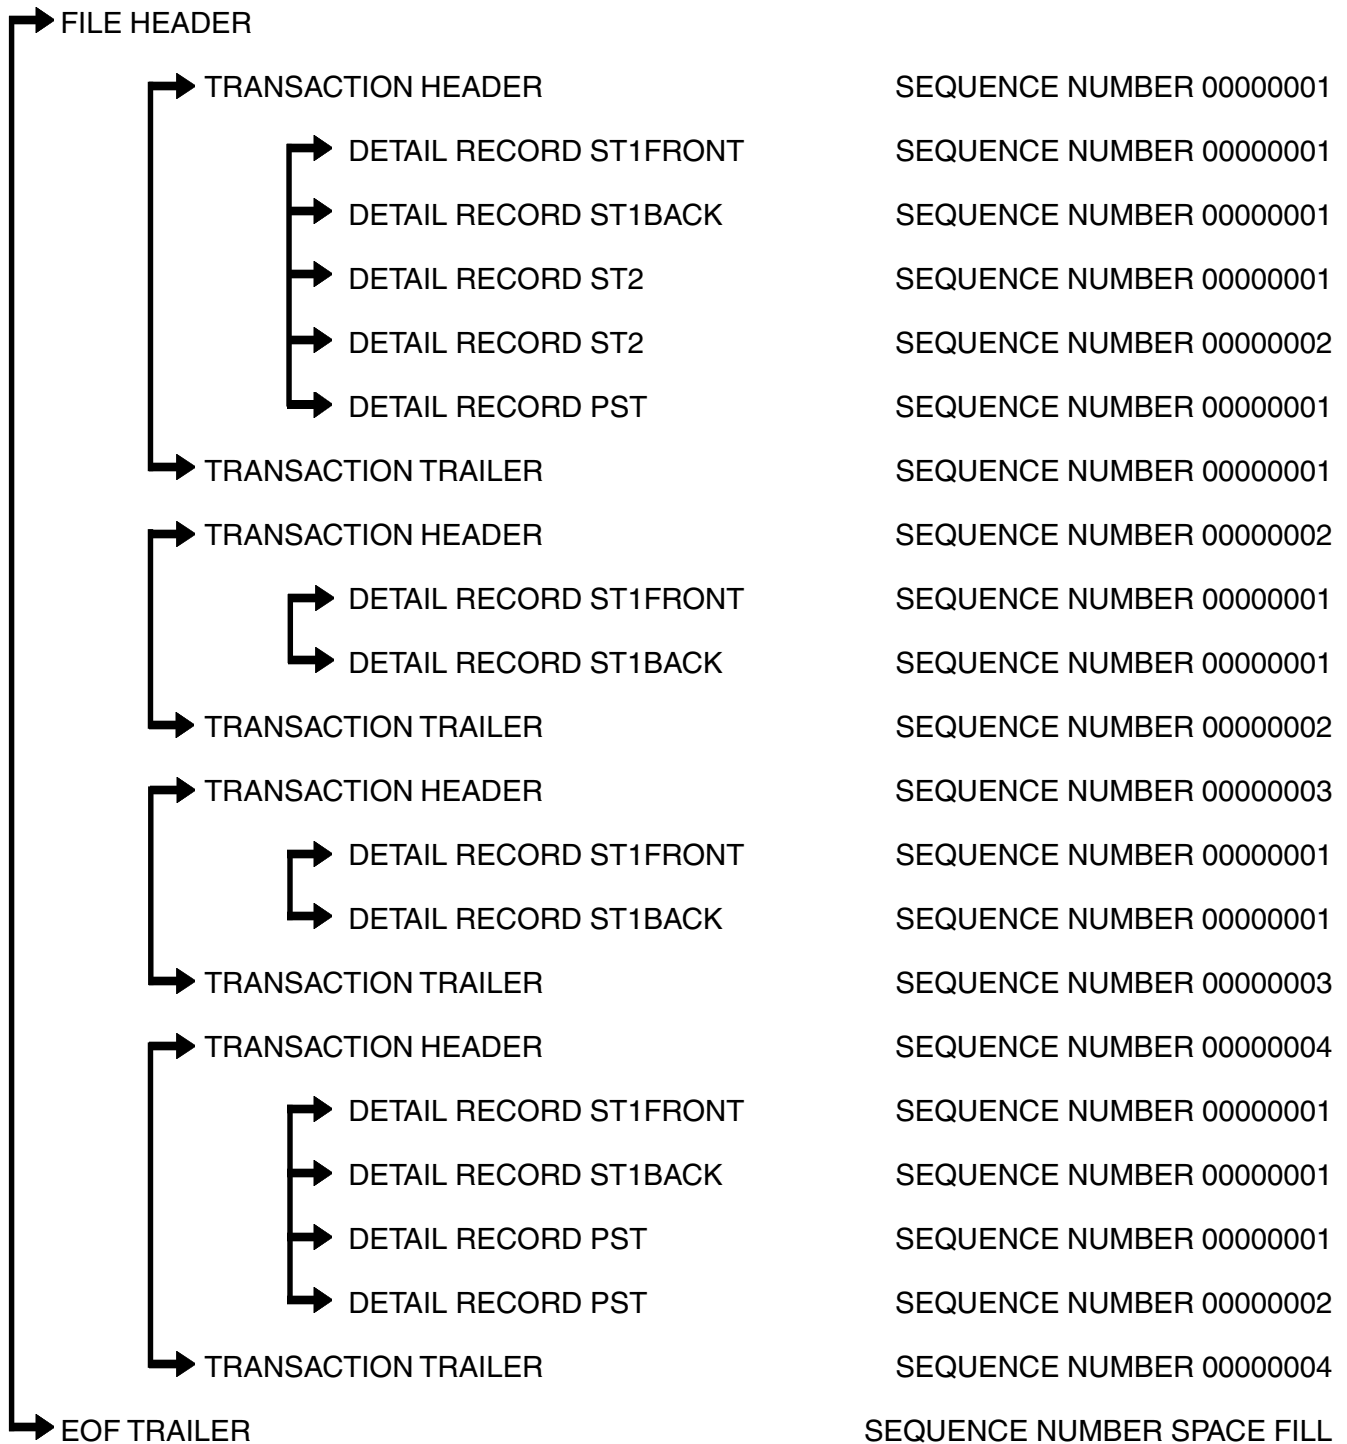 FILE HEADER
TRANSACTION HEADER SEQUENCE NUMBER 00000001
DETAIL RECORD ST1FRONT SEQUENCE NUMBER 00000001
DETAIL RECORD ST1BACK SEQUENCE NUMBER 00000001
DETAIL RECORD ST2 SEQUENCE NUMBER 00000001
DETAIL RECORD ST2 SEQUENCE NUMBER 00000002
DETAIL RECORD PST SEQUENCE NUMBER 00000001
TRANSACTION TRAILER SEQUENCE NUMBER 00000001
TRANSACTION HEADER SEQUENCE NUMBER 00000002
DETAIL RECORD ST1FRONT SEQUENCE NUMBER 00000001
DETAIL RECORD ST1BACK SEQUENCE NUMBER 00000001
TRANSACTION TRAILER SEQUENCE NUMBER 00000002
TRANSACTION HEADER SEQUENCE NUMBER 00000003
DETAIL RECORD ST1FRONT SEQUENCE NUMBER 00000001
DETAIL RECORD ST1BACK SEQUENCE NUMBER 00000001
TRANSACTION TRAILER SEQUENCE NUMBER 00000003
TRANSACTION HEADER SEQUENCE NUMBER 00000004
DETAIL RECORD ST1FRONT SEQUENCE NUMBER 00000001
DETAIL RECORD ST1BACK SEQUENCE NUMBER 00000001
DETAIL RECORD PST SEQUENCE NUMBER 00000001
DETAIL RECORD PST SEQUENCE NUMBER 00000002
TRANSACTION TRAILER SEQUENCE NUMBER 00000004
EOF TRAILER SEQUENCE NUMBER SPACE FILL